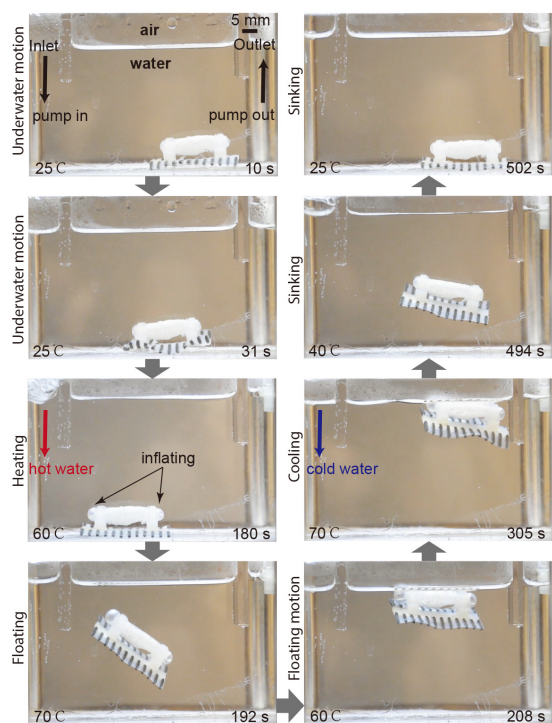 Underwater motion
air
5 mm
Inlet
Outlet
water
pump in
pump out
25 C
10 s
Underwater motion
25 C
31 s
Heating
hot water
inflating
60 C
180 s
Floating
70 C
192 s
Floating motion
60 C
208 s
Cooling
cold water
70 C
305 s
Sinking
40 C
494 s
Sinking
25 C
502 s